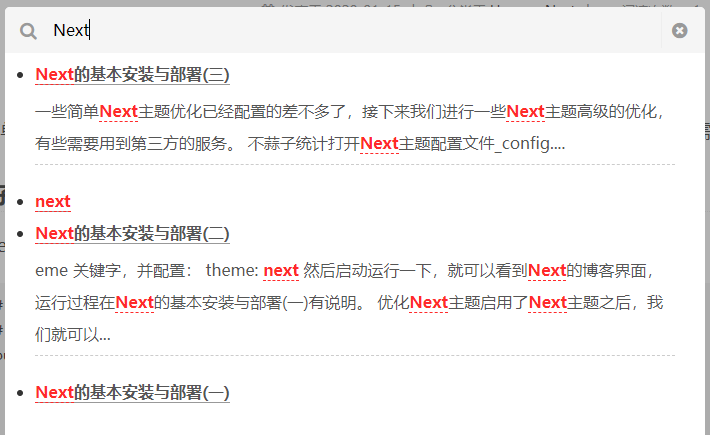 Next
Next的基本安装与部署(三)
一些简单Next主题优化已经配置的差不多了，接下来我们进行一些Next主题高级的优化，
有些需要用到第三方的服务。 不蒜子统计打开Next主题配置文件_config....
next
Next的基本安装与部署(二)
eme 关键字，并配置： theme: next 然后启动运行一下，就可以看到Next的博客界面，
运行过程在Next的基本安装与部署(一)有说明。 优化Next主题启用了Next主题之后，我
们就可以...
Next的基本安装与部署(一)